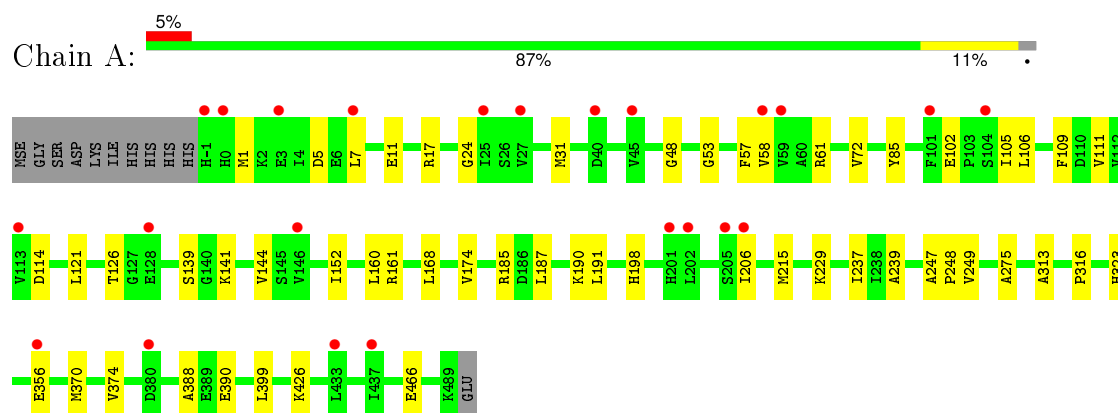 5%
Chain A:
87%
11%
•
MSE GLY SER ASP LYS ILE HIS HIS HIS HIS H-1 H0 M1 K2 E3 I4 D5 E6 L7 E11 R17 G24 I25 S26 V27 M31 D40 V45 G48 G53 F57 V58 V59 A60 R61 V72 Y85 F101 E102 P103 S104 I105 L106 F109 D110 V111
V113 D114 L121 T126 G127 E128 S139 G140 K141 V144 S145 V146 I152 L160 R161 L168 V174 R185 D186 L187 K190 L191 H198 H201 L202 S205 I206 M215 K229 I237 I238 A239 A247 P248 V249 A275 A313 P316
E356 M370 V374 D380 A388 E389 E390 L399 K426 L433 I437 E466 K489 GLU